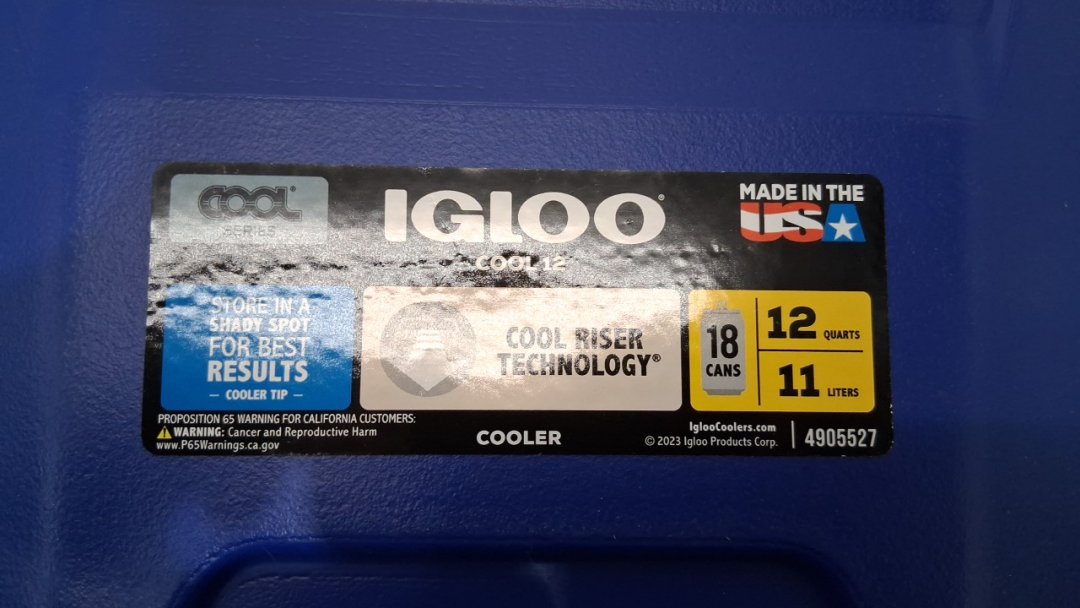 COOL®
SERIES
IGLOO®
COOL 12
MADE IN THE
USA
STORE IN A
SHADY SPOT
FOR BEST
RESULTS
— COOLER TIP —
COOL RISER
TECHNOLOGY®
18
CANS
12 QUARTS
11 LITERS
PROPOSITION 65 WARNING FOR CALIFORNIA CUSTOMERS:
⚠ WARNING: Cancer and Reproductive Harm
www.P65Warnings.ca.gov
COOLER
IglooCoolers.com
© 2023 Igloo Products Corp.
4905527